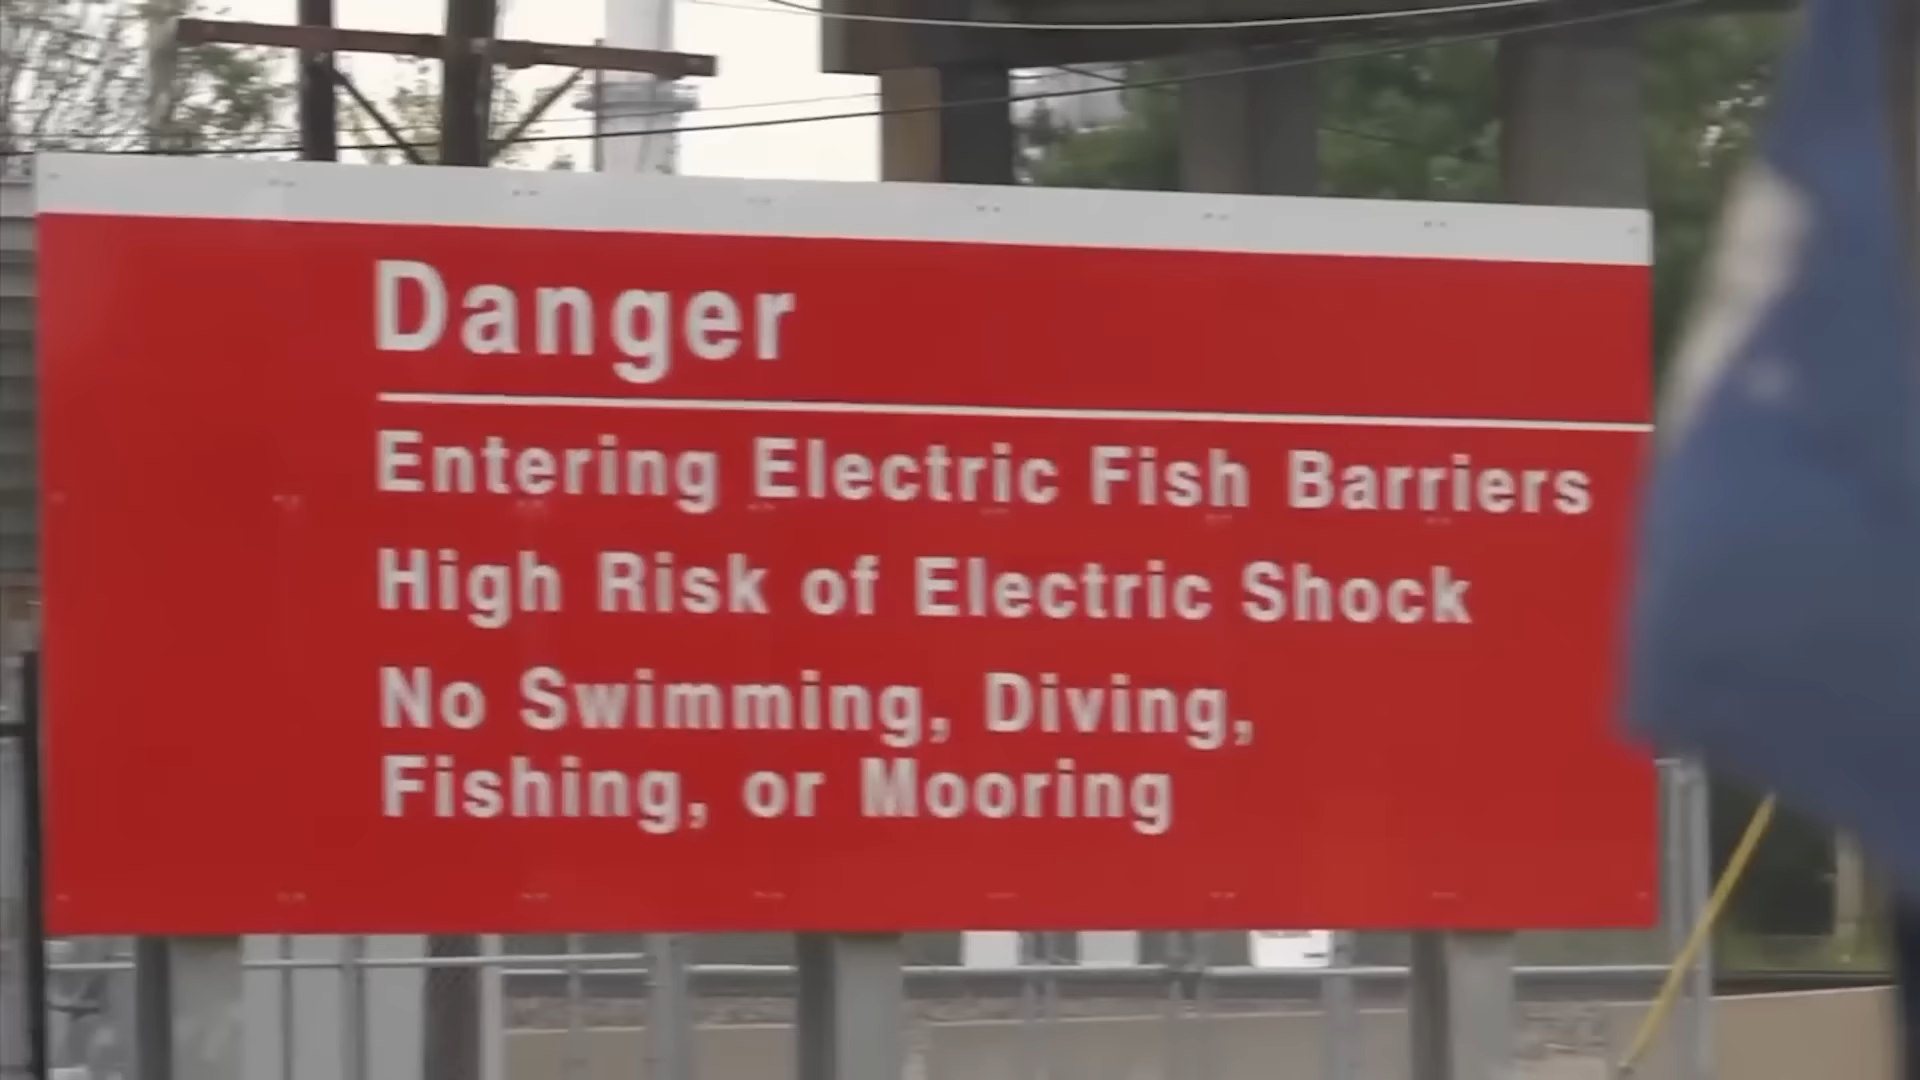 Danger
Entering Electric Fish Barriers
High Risk of Electric Shock
No Swimming, Diving,
Fishing, or Mooring